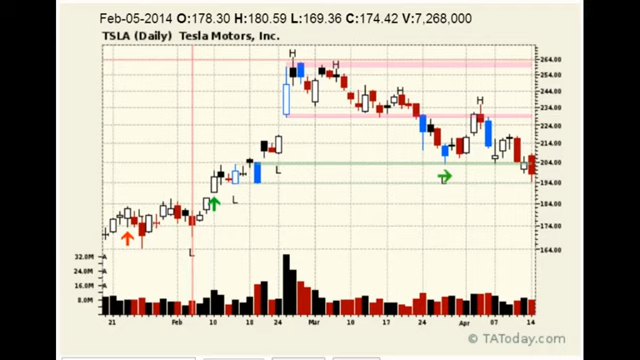 Feb-05-2014 O:178.30 H:180.59 L:169.36 C:174.42 V:7,268,000
TSLA (Daily) Tesla Motors, Inc.
H
H
H
H
L
L
L
L
264.00
254.00
244.00
234.00
224.00
214.00
204.00
194.00
184.00
174.00
164.00
32.0M
24.0M
16.0M
8.0M
21 Feb 10 18 24 Mar 10 17 24 Apr 07 14
© TAToday.com